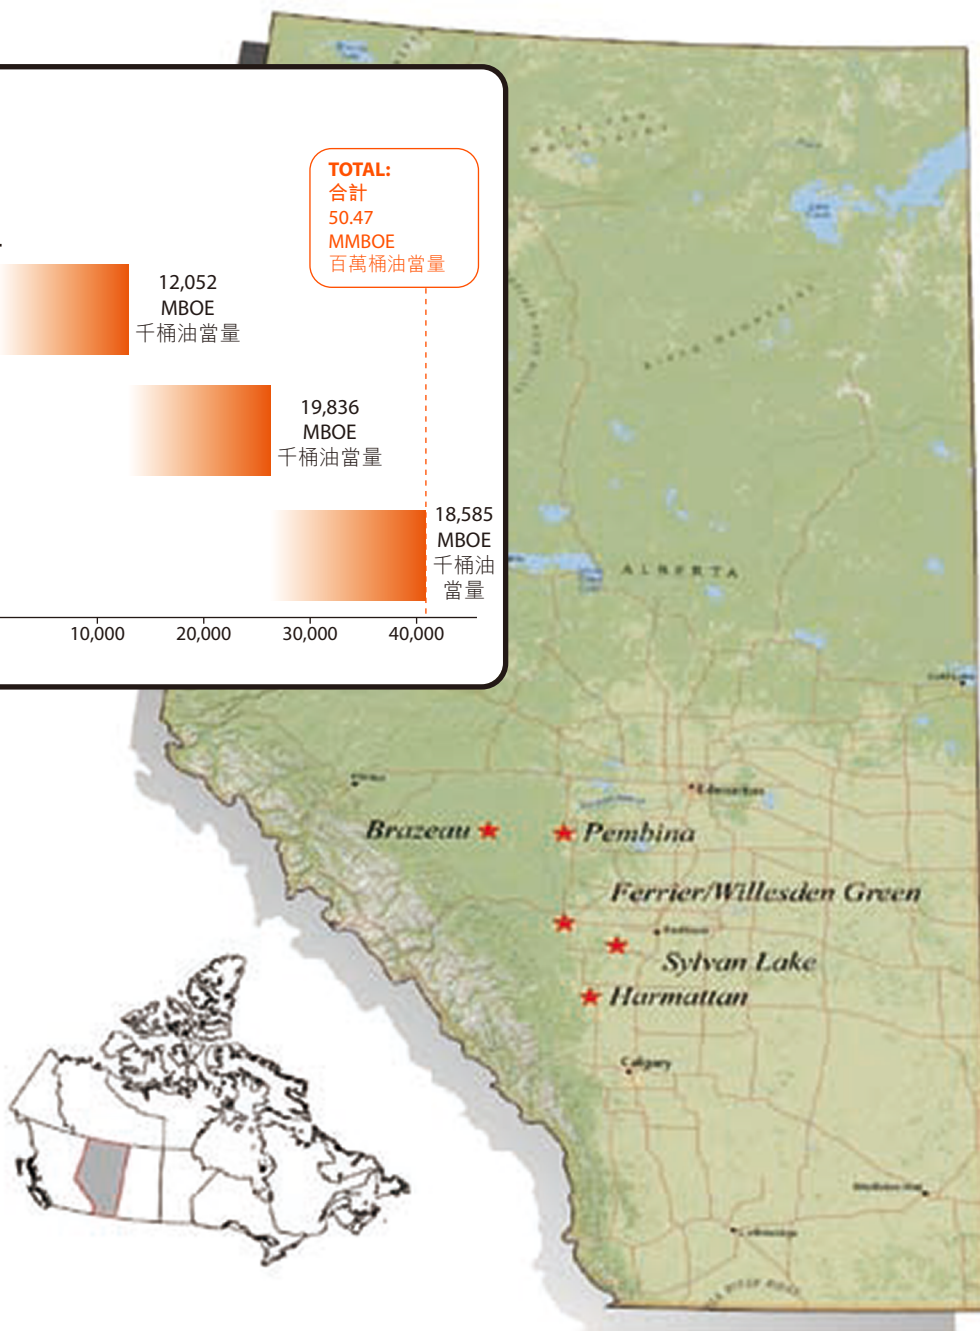 TOTAL:
合計
50.47
MMBOE
百萬桶油當量
12,052
MBOE
千桶油當量
19,836
MBOE
千桶油當量
18,585
MBOE
千桶油
當量
10,000
20,000
30,000
40,000
ALBERTA
Edmonton
Brazeau
Pembina
Ferrier/Willesden Green
Sylvan Lake
Harmattan
Calgary